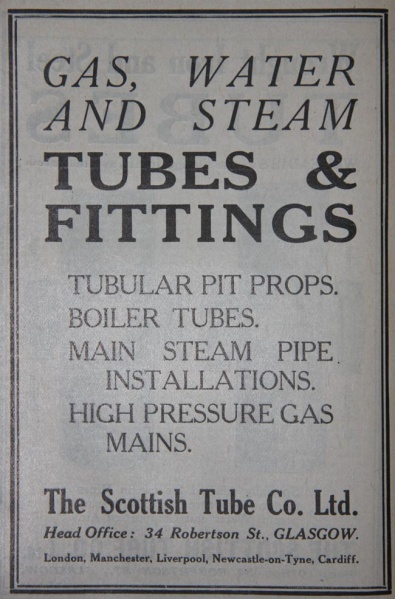 GAS, WATER
AND STEAM
TUBES &
FITTINGS
TUBULAR PIT PROPS.
BOILER TUBES.
MAIN STEAM PIPE
INSTALLATIONS.
HIGH PRESSURE GAS
MAINS.
The Scottish Tube Co. Ltd.
Head Office: 34 Robertson St., GLASGOW.
London, Manchester, Liverpool, Newcastle-on-Tyne, Cardiff.